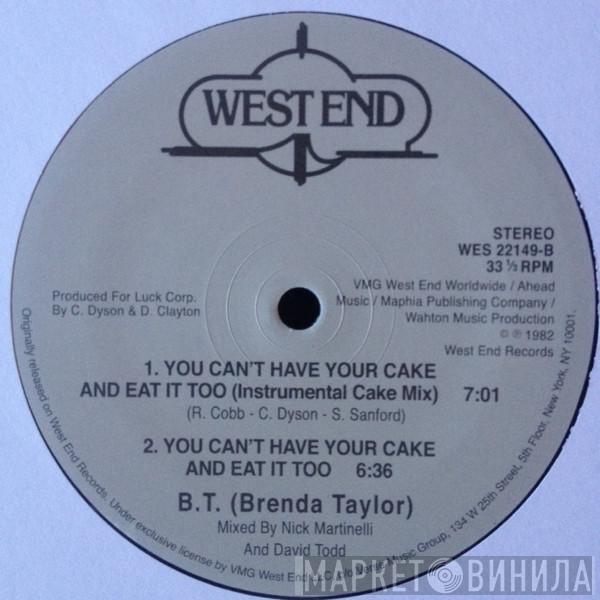 WEST END
STEREO
WES 22149-B
33 ⅓ RPM
VMG West End Worldwide / Ahead
Music / Maphia Publishing Company /
Wahton Music Production
© ℗ 1982
West End Records
Produced For Luck Corp.
By C. Dyson & D. Clayton
1. YOU CAN'T HAVE YOUR CAKE
AND EAT IT TOO (Instrumental Cake Mix) 7:01
(R. Cobb - C. Dyson - S. Sanford)
2. YOU CAN'T HAVE YOUR CAKE
AND EAT IT TOO 6:36
B.T. (Brenda Taylor)
Mixed By Nick Martinelli
And David Todd
Originally released on West End Records. Under exclusive license by VMG West End Verse Music Group, 134 W 25th Street, 5th Floor, New York, NY 10001.
МАРКЕТ ВИНИЛА